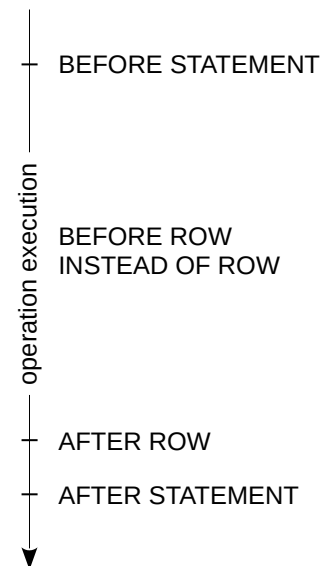 BEFORE STATEMENT
operation execution
BEFORE ROW
INSTEAD OF ROW
AFTER ROW
AFTER STATEMENT